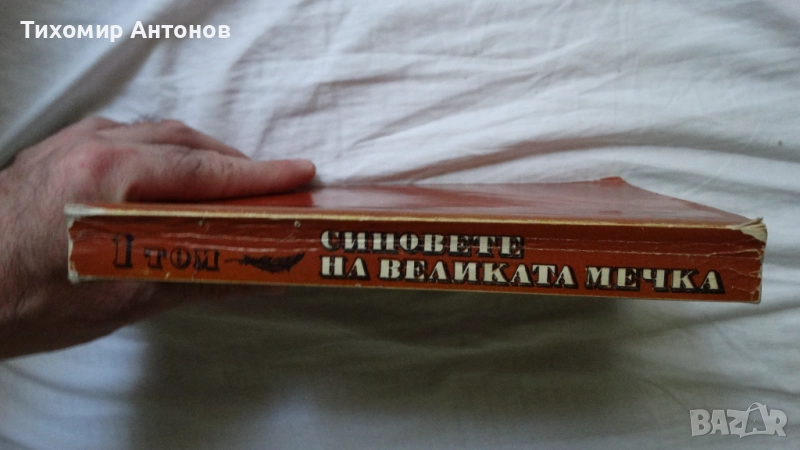 Тихомир Антонов
1 ТОМ
СИНОВЕТЕ
НА ВЕЛИКАТА МЕЧКА
BAZAR